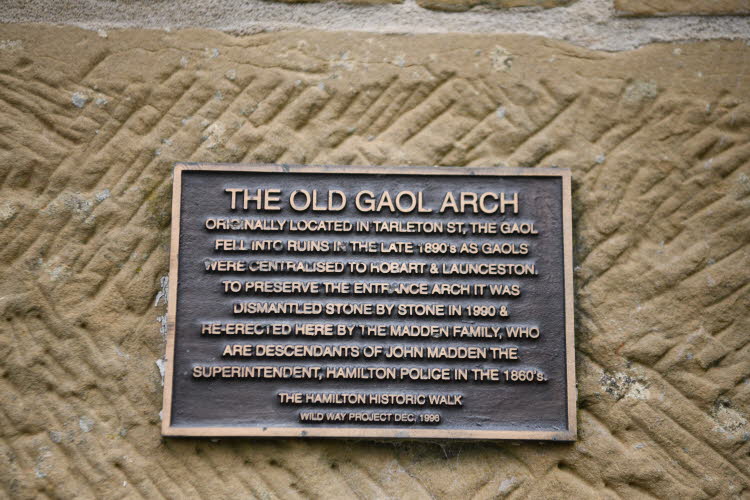 THE OLD GAOL ARCH
ORIGINALLY LOCATED IN TARLETON ST, THE GAOL
FELL INTO RUINS IN THE LATE 1890's AS GAOLS
WERE CENTRALISED TO HOBART & LAUNCESTON.
TO PRESERVE THE ENTRANCE ARCH IT WAS
DISMANTLED STONE BY STONE IN 1990 &
RE-ERECTED HERE BY THE MADDEN FAMILY, WHO
ARE DESCENDANTS OF JOHN MADDEN THE
SUPERINTENDENT, HAMILTON POLICE IN THE 1860's.
THE HAMILTON HISTORIC WALK
WILD WAY PROJECT DEC. 1996